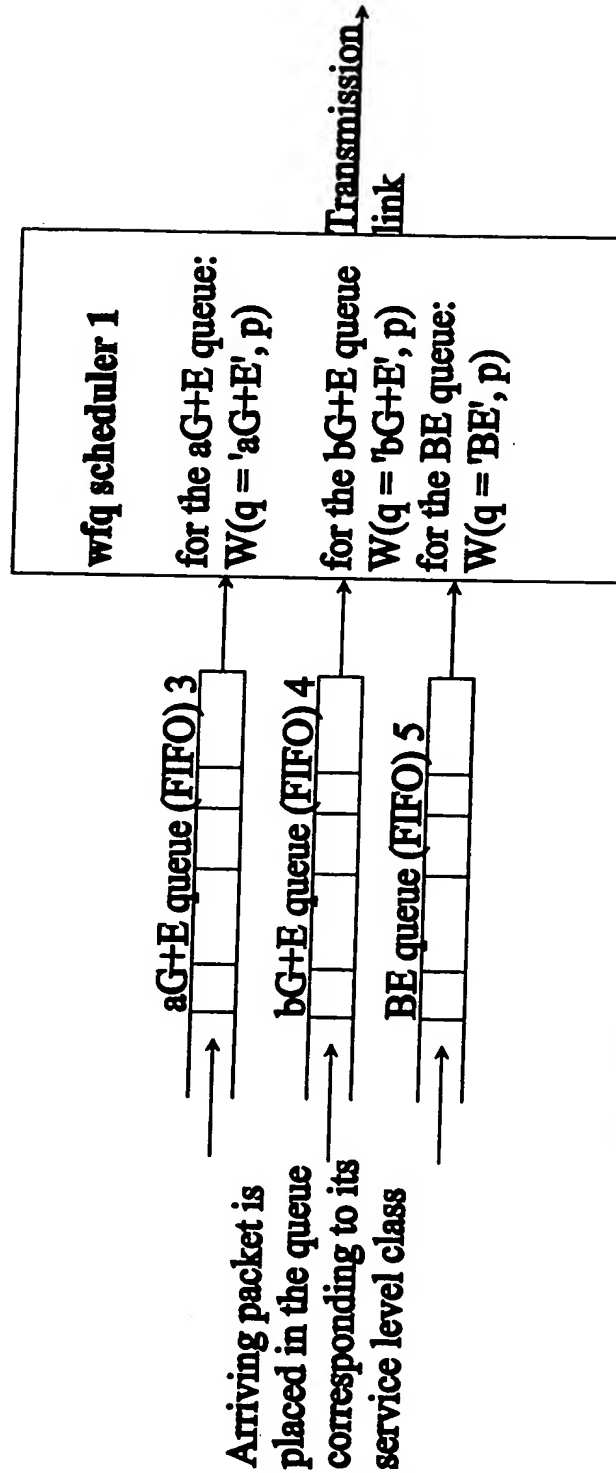 Arriving packet is
placed in the queue
corresponding to its
service level class
aG+E queue (FIFO) 3
bG+E queue (FIFO) 4
BE queue (FIFO) 5
wfq scheduler 1
for the aG+E queue:
W(q = 'aG+E', p)
for the bG+E queue
W(q = 'bG+E', p)
for the BE queue:
W(q = 'BE', p)
Transmission
link